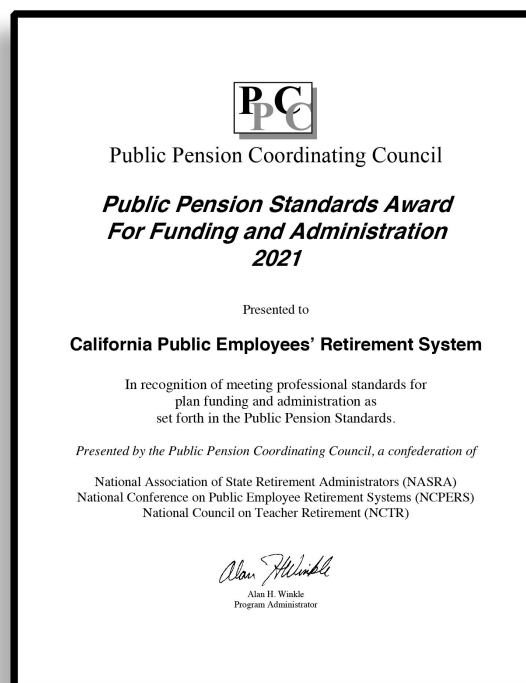 PPCC
Public Pension Coordinating Council
Public Pension Standards Award
For Funding and Administration
2021
Presented to
California Public Employees' Retirement System
In recognition of meeting professional standards for
plan funding and administration as
set forth in the Public Pension Standards.
Presented by the Public Pension Coordinating Council, a confederation of
National Association of State Retirement Administrators (NASRA)
National Conference on Public Employee Retirement Systems (NCPERS)
National Council on Teacher Retirement (NCTR)
Alan H. Winkle
Alan H. Winkle
Program Administrator